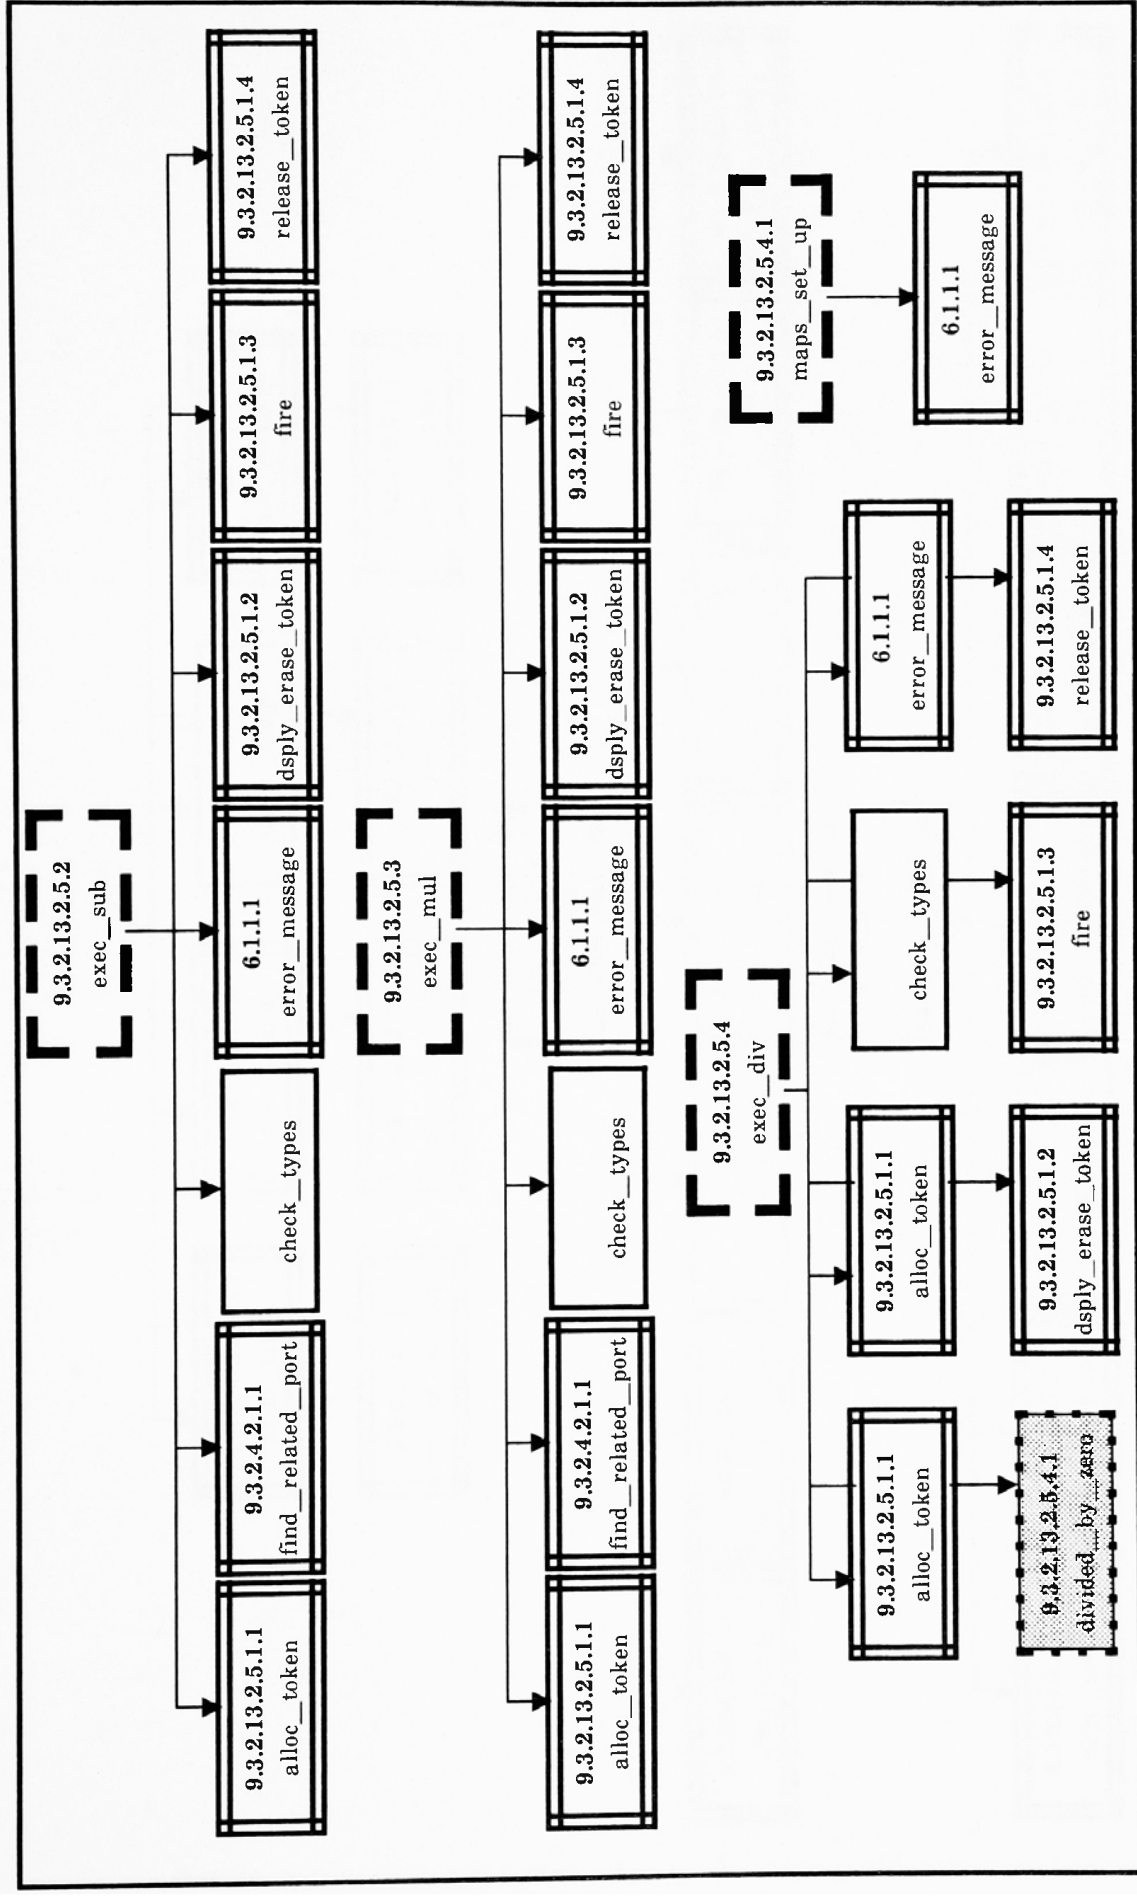 9.3.2.13.2.5.2
exec__sub
9.3.2.13.2.5.1.1
alloc__token
9.3.2.4.2.1.1
find__related__port
check__types
6.1.1.1
error__message
9.3.2.13.2.5.1.2
dsply__erase__token
9.3.2.13.2.5.1.3
fire
9.3.2.13.2.5.1.4
release__token
9.3.2.13.2.5.3
exec__mul
9.3.2.13.2.5.1.1
alloc__token
9.3.2.4.2.1.1
find__related__port
check__types
6.1.1.1
error__message
9.3.2.13.2.5.1.2
dsply__erase__token
9.3.2.13.2.5.1.3
fire
9.3.2.13.2.5.1.4
release__token
9.3.2.13.2.5.4
exec__div
9.3.2.13.2.5.1.1
alloc__token
9.3.2.13.2.5.1.1
alloc__token
check__types
6.1.1.1
error__message
9.3.2.13.2.5.4.1
divided__by__zero
9.3.2.13.2.5.1.2
dsply__erase__token
9.3.2.13.2.5.1.3
fire
9.3.2.13.2.5.1.4
release__token
9.3.2.13.2.5.4.1
maps__set__up
6.1.1.1
error__message